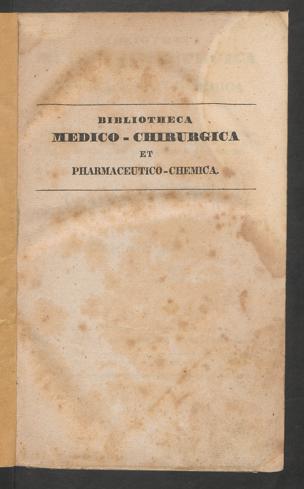 BIBLIOTHECA
MEDICO-CHIRURGICA
ET
PHARMACEUTICO-CHEMICA.